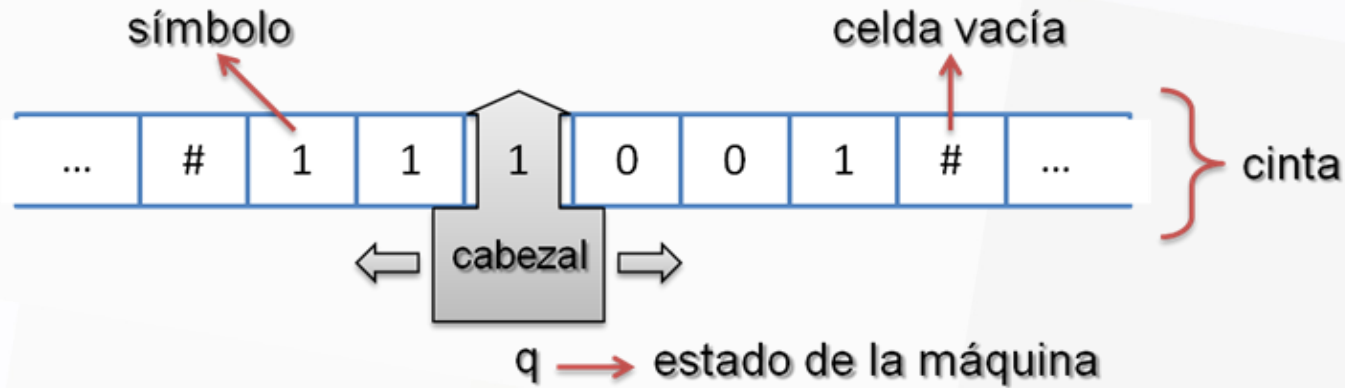 símbolo celda vacía
... # 1 1 1 0 0 1 # ... cinta
cabezal
q estado de la máquina